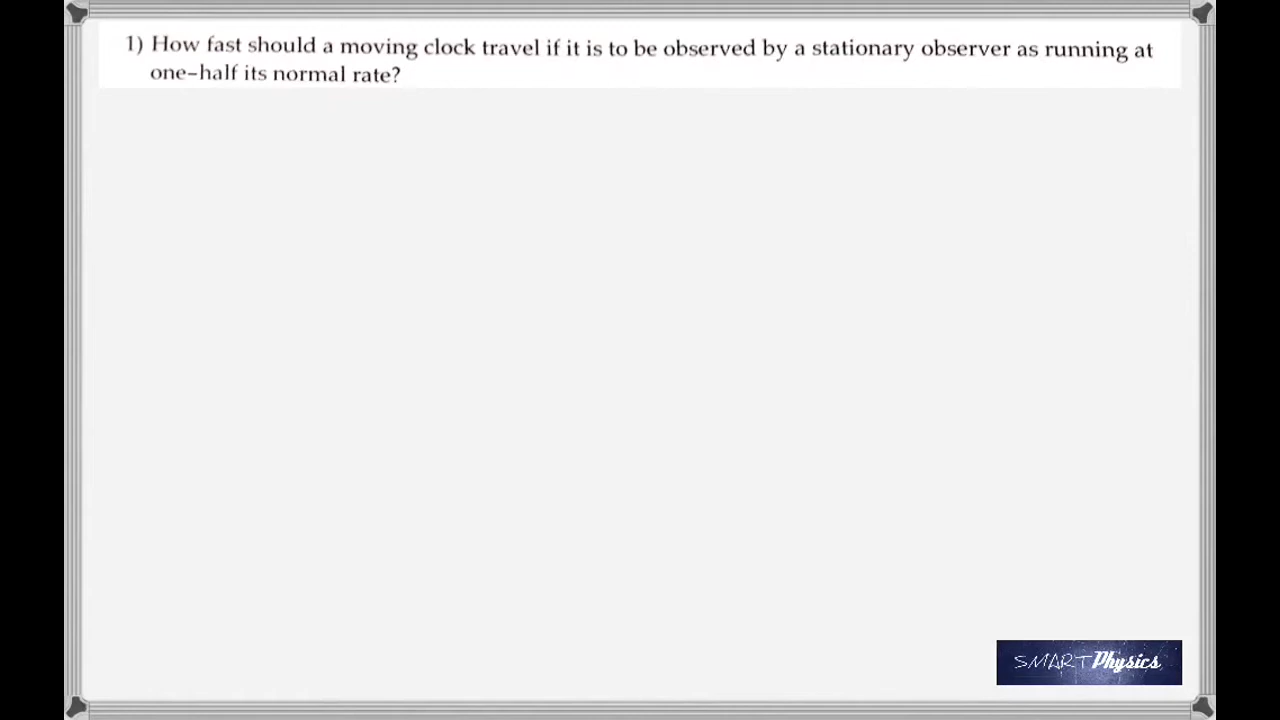 1) How fast should a moving clock travel if it is to be observed by a stationary observer as running at
one-half its normal rate?
SMART Physics